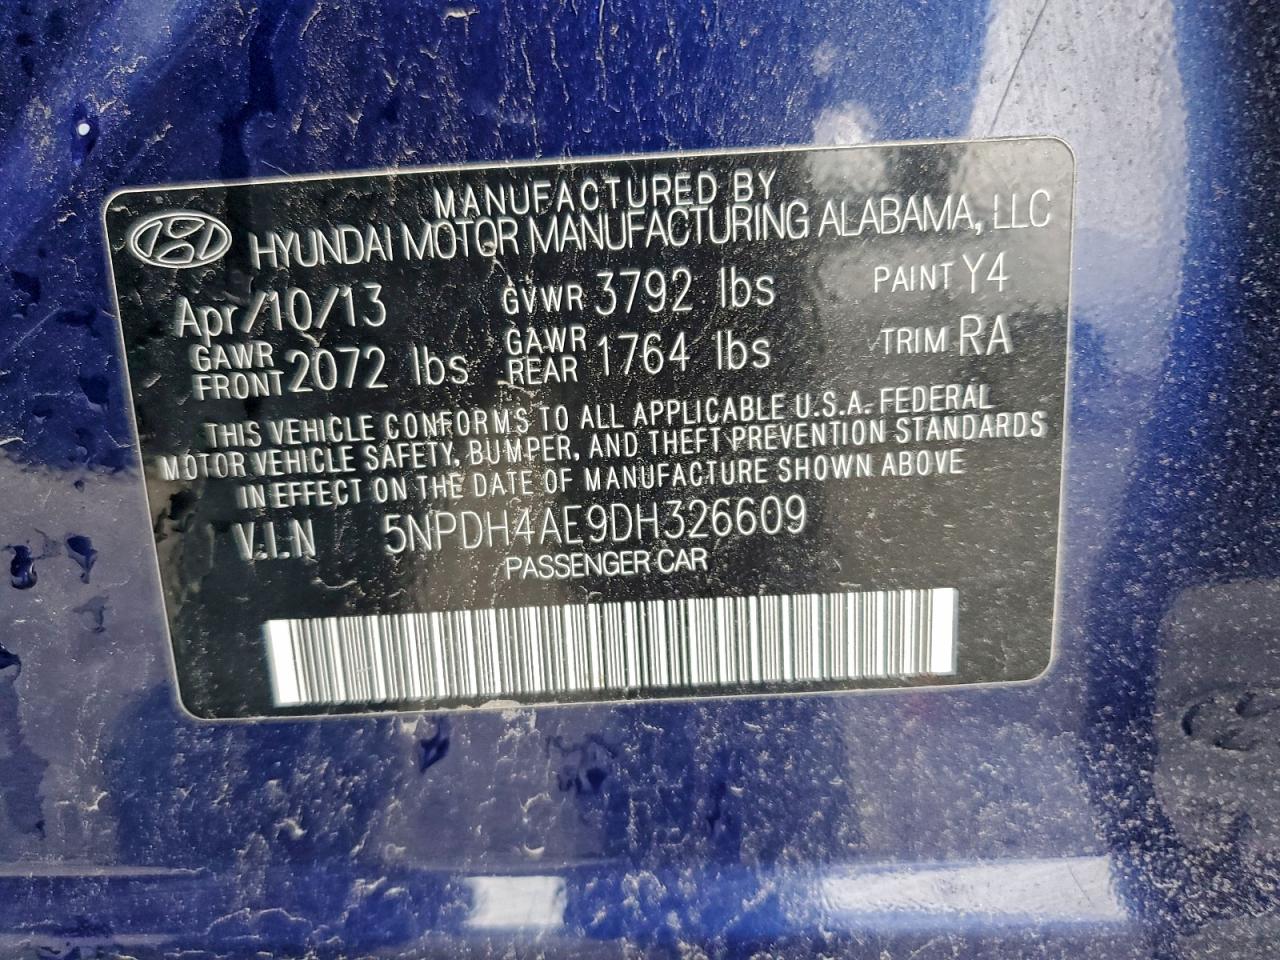 MANUFACTURED BY
HYUNDAI MOTOR MANUFACTURING ALABAMA, LLC
Apr/10/13 GVWR 3792 lbs PAINT Y4
GAWR FRONT 2072 lbs GAWR REAR 1764 lbs TRIM RA
THIS VEHICLE CONFORMS TO ALL APPLICABLE U.S.A. FEDERAL
MOTOR VEHICLE SAFETY, BUMPER, AND THEFT PREVENTION STANDARDS
IN EFFECT ON THE DATE OF MANUFACTURE SHOWN ABOVE
V.I.N 5NPDH4AE9DH326609
PASSENGER CAR